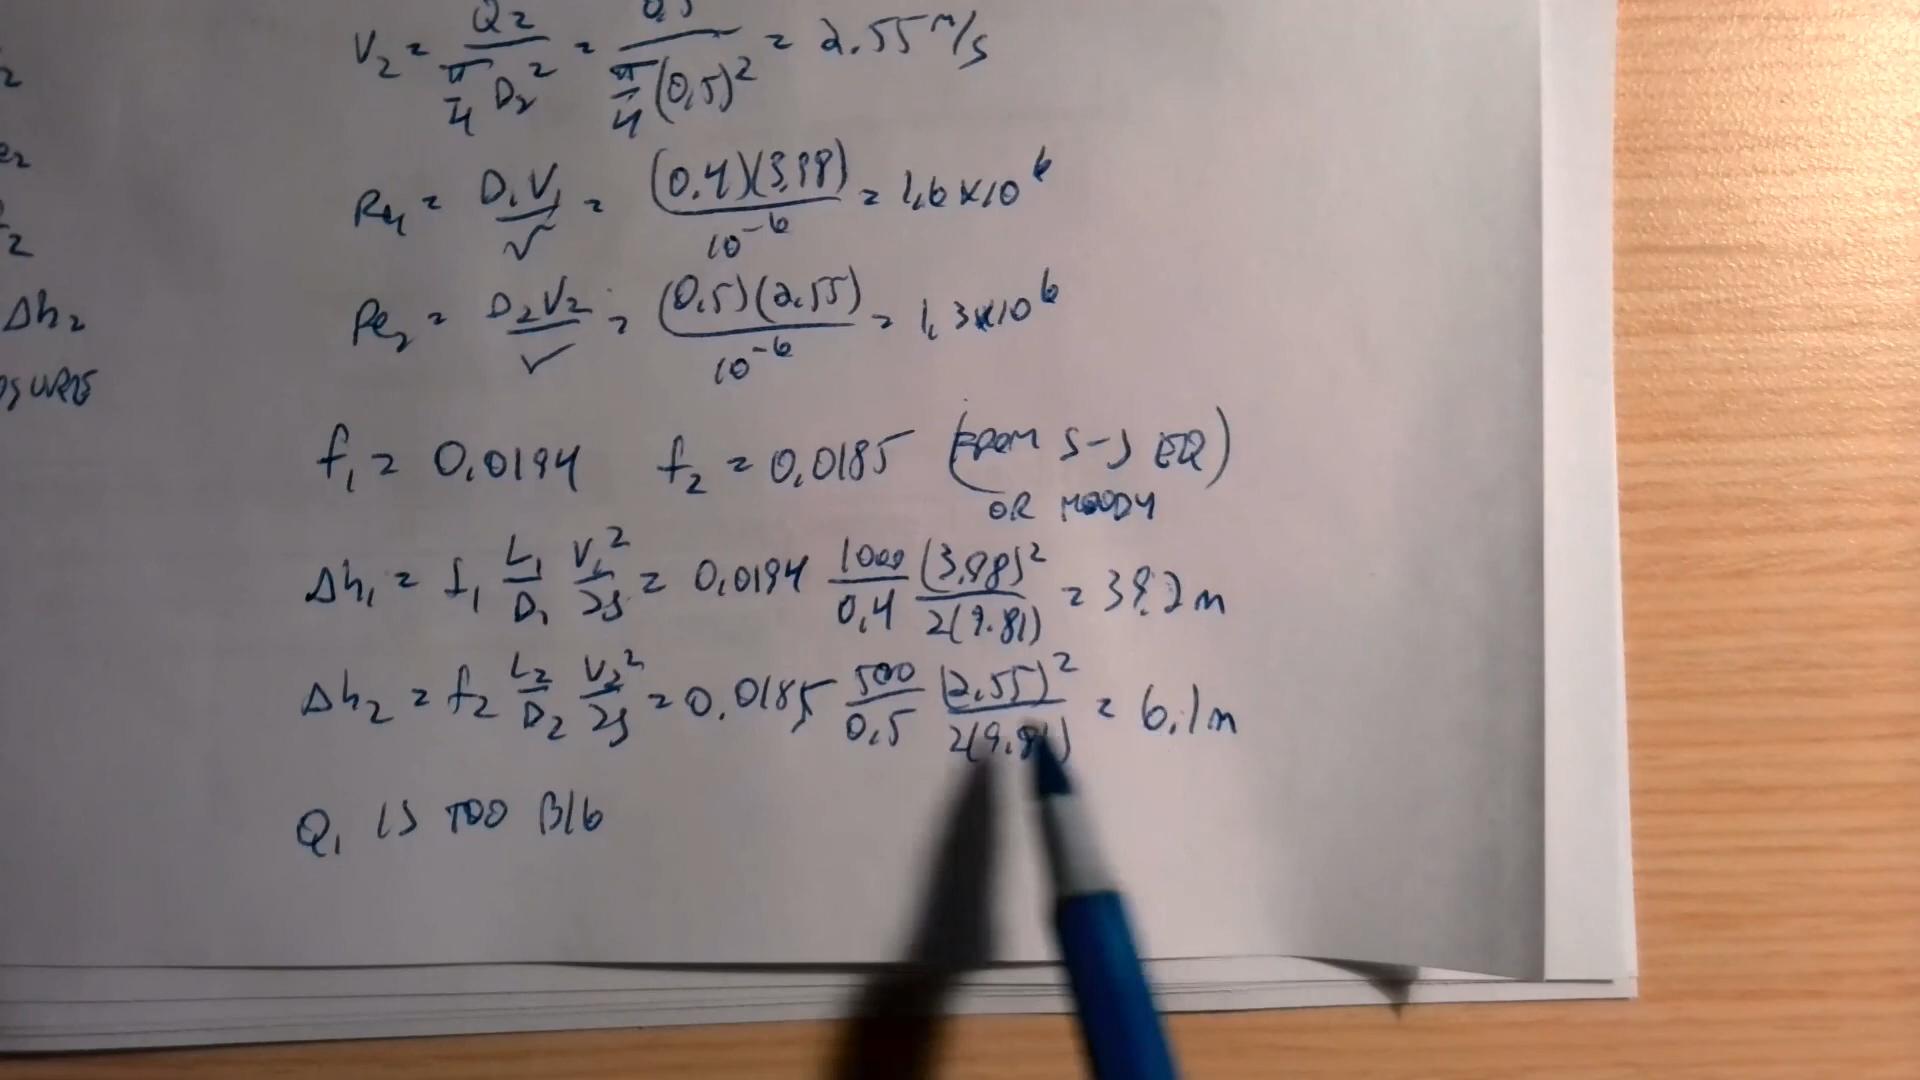 V₂ = Q₂ / (π/4 D₂²) = 0,5 / (π/4 (0,5)²) = 2.55 m/s
Re₁ = D₁V₁ / ν = (0.4)(3.98) / 10⁻⁶ = 1,6 × 10⁶
Re₂ = D₂V₂ / ν = (0,5)(2.55) / 10⁻⁶ = 1,3 × 10⁶
Δh₂
f₁ = 0,0194 f₂ = 0,0185 (FROM S-J EQ)
OR MOODY
Δh₁ = f₁ L₁/D₁ V₁²/2g = 0,0194 1000/0,4 (3,98)²/2(9.81) = 39.2 m
Δh₂ = f₂ L₂/D₂ V₂²/2g = 0.0185 500/0,5 (2.55)²/2(9.81) = 6.1 m
Q₁ IS TOO BIG